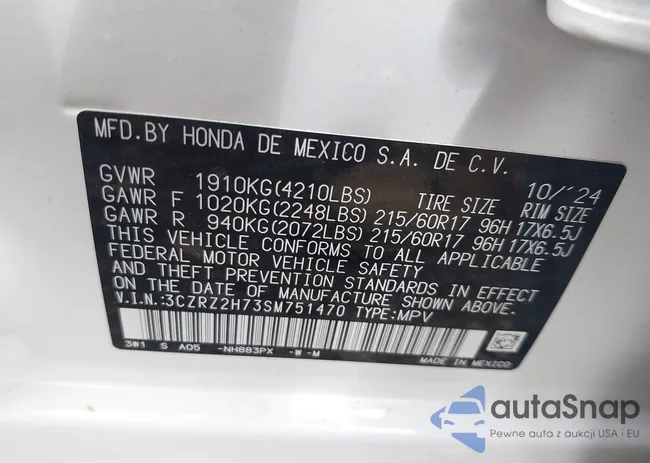 MFD.BY HONDA DE MEXICO S.A. DE C.V.
10/'24
GVWR 1910KG(4210LBS) TIRE SIZE RIM SIZE
GAWR F 1020KG(2248LBS) 215/60R17 96H 17X6.5J
GAWR R 940KG(2072LBS) 215/60R17 96H 17X6.5J
THIS VEHICLE CONFORMS TO ALL APPLICABLE
FEDERAL MOTOR VEHICLE SAFETY
AND THEFT PREVENTION STANDARDS IN EFFECT
ON THE DATE OF MANUFACTURE SHOWN ABOVE.
V.I.N.:3CZRZ2H73SM751470 TYPE:MPV
3W1 S A05 -NH883PX -W-M
MADE IN MEXICO
autaSnap
Pewne auta z aukcji USA i EU